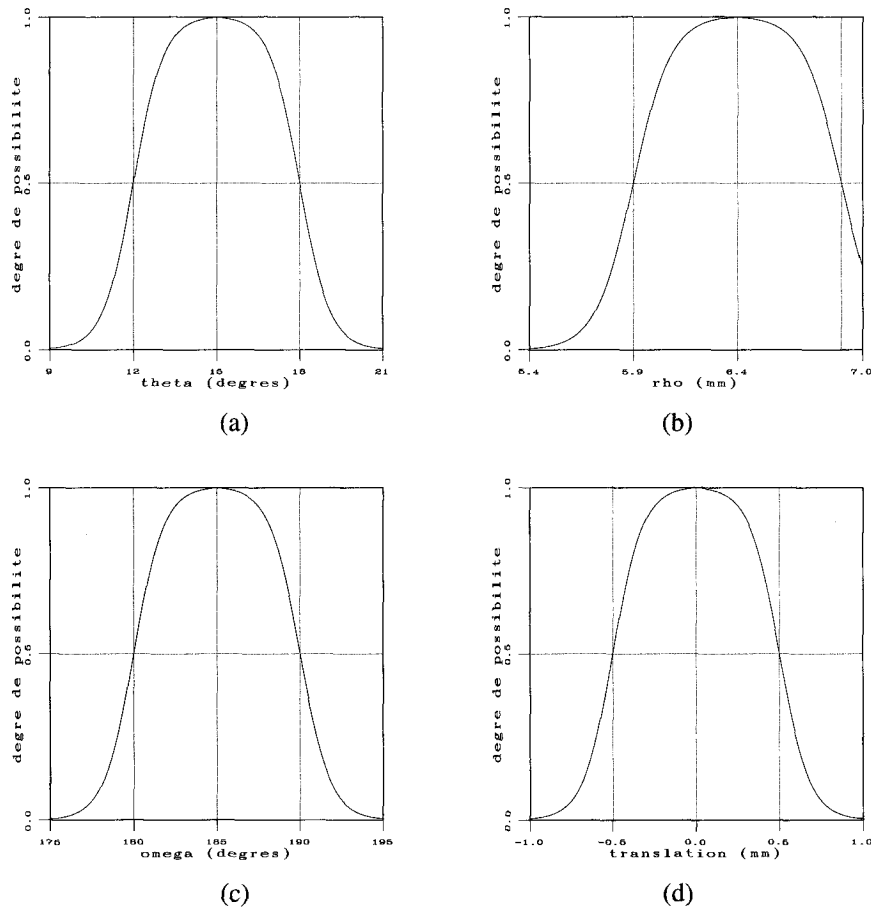 degre de possibilite
1.0
0.5
0.0
9 12 15 18 21
theta (degres)
(a)
degre de possibilite
1.0
0.5
0.0
5.4 5.9 6.4 7.0
rho (mm)
(b)
degre de possibilite
1.0
0.5
0.0
175 180 185 190 195
omega (degres)
(c)
degre de possibilite
1.0
0.5
0.0
-1.0 -0.5 0.0 0.5 1.0
translation (mm)
(d)